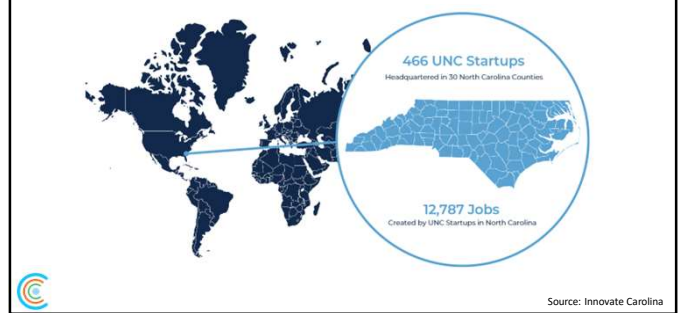 466 UNC Startups
Headquartered in 30 North Carolina Counties
12,787 Jobs
Created by UNC Startups in North Carolina
Source: Innovate Carolina